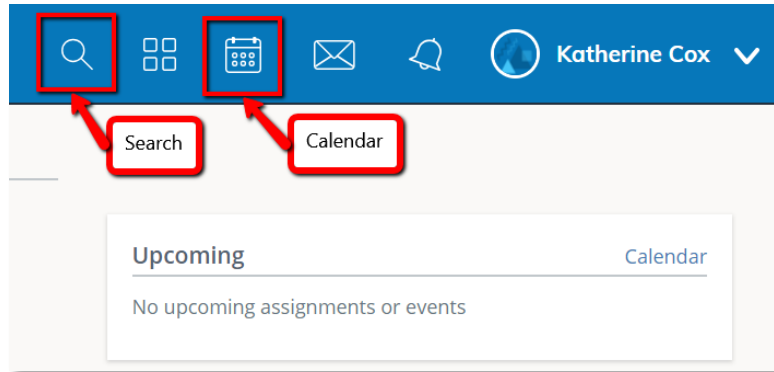 Katherine Cox
Search
Calendar
Upcoming
Calendar
No upcoming assignments or events